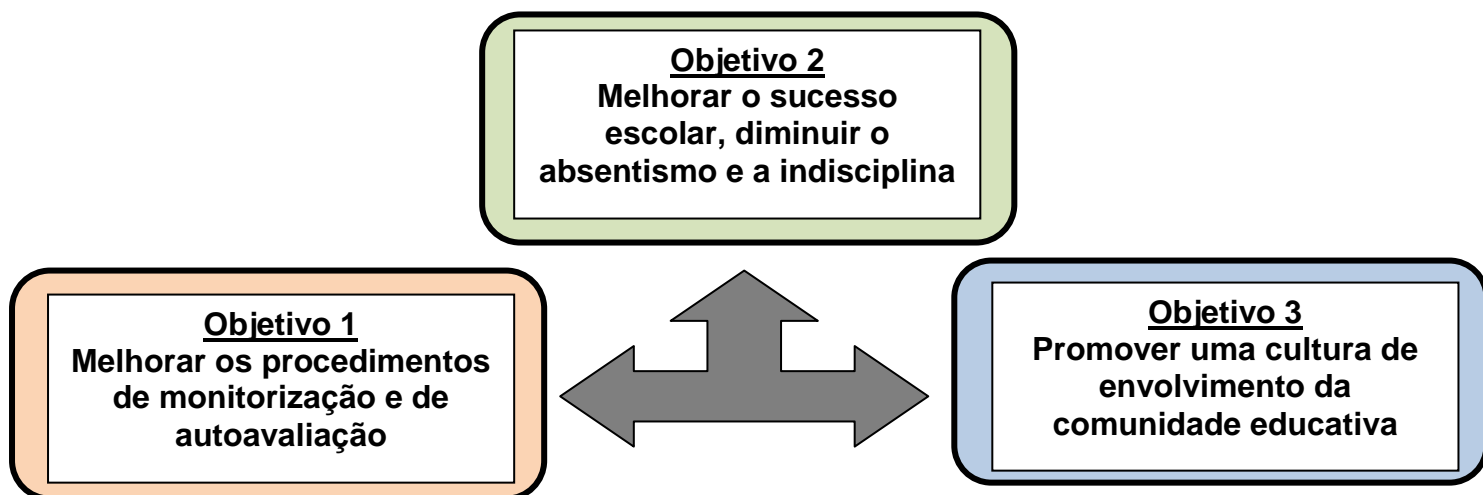 Objetivo 2
Melhorar o sucesso
escolar, diminuir o
absentismo e a indisciplina
Objetivo 1
Melhorar os procedimentos
de monitorização e de
autoavaliação
Objetivo 3
Promover uma cultura de
envolvimento da
comunidade educativa